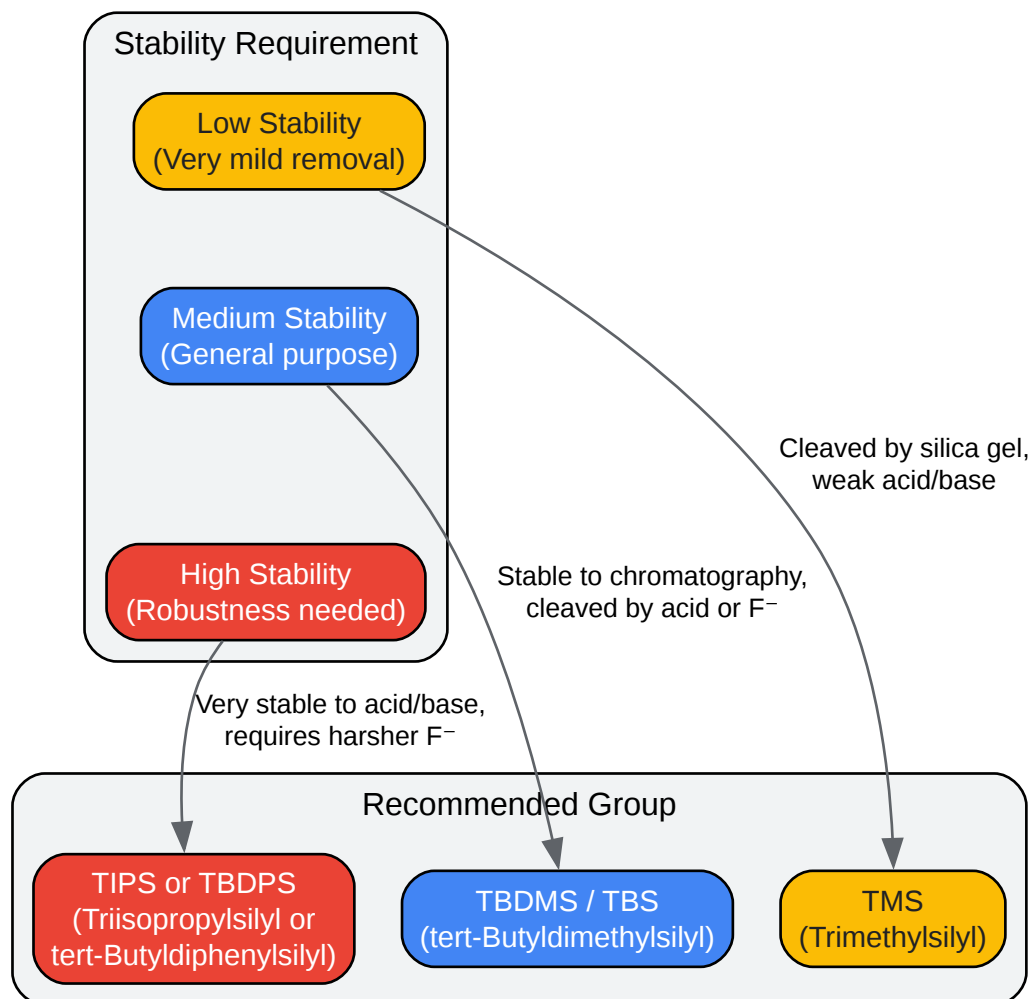 Stability Requirement
Low Stability
(Very mild removal)
Medium Stability
(General purpose)
Cleaved by silica gel,
weak acid/base
High Stability
(Robustness needed)
Stable to chromatography,
cleaved by acid or F⁻
Very stable to acid/base,
requires harsher F⁻
Recommended Group
TIPS or TBDPS
(Triisopropylsilyl or
tert-Butyldiphenylsilyl)
TBDMS / TBS
(tert-Butyldimethylsilyl)
TMS
(Trimethylsilyl)